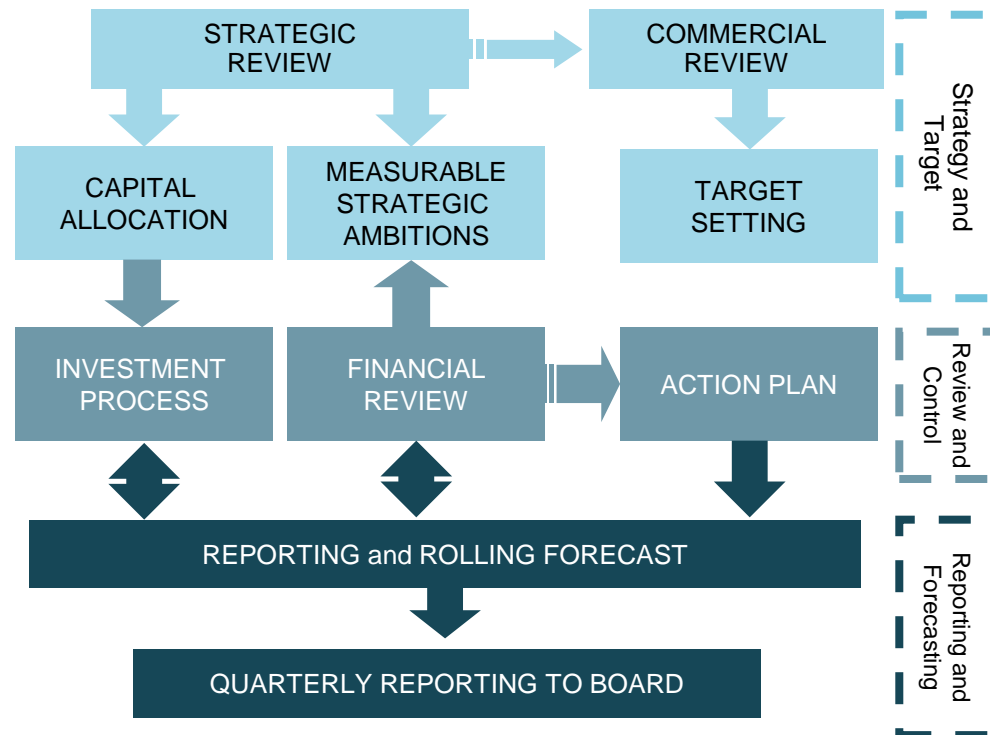 STRATEGIC
REVIEW
COMMERCIAL
REVIEW
CAPITAL
ALLOCATION
MEASURABLE
STRATEGIC
AMBITIONS
TARGET
SETTING
Strategy and
Target
INVESTMENT
PROCESS
FINANCIAL
REVIEW
ACTION PLAN
Review and
Control
REPORTING and ROLLING FORECAST
QUARTERLY REPORTING TO BOARD
Reporting and
Forecasting